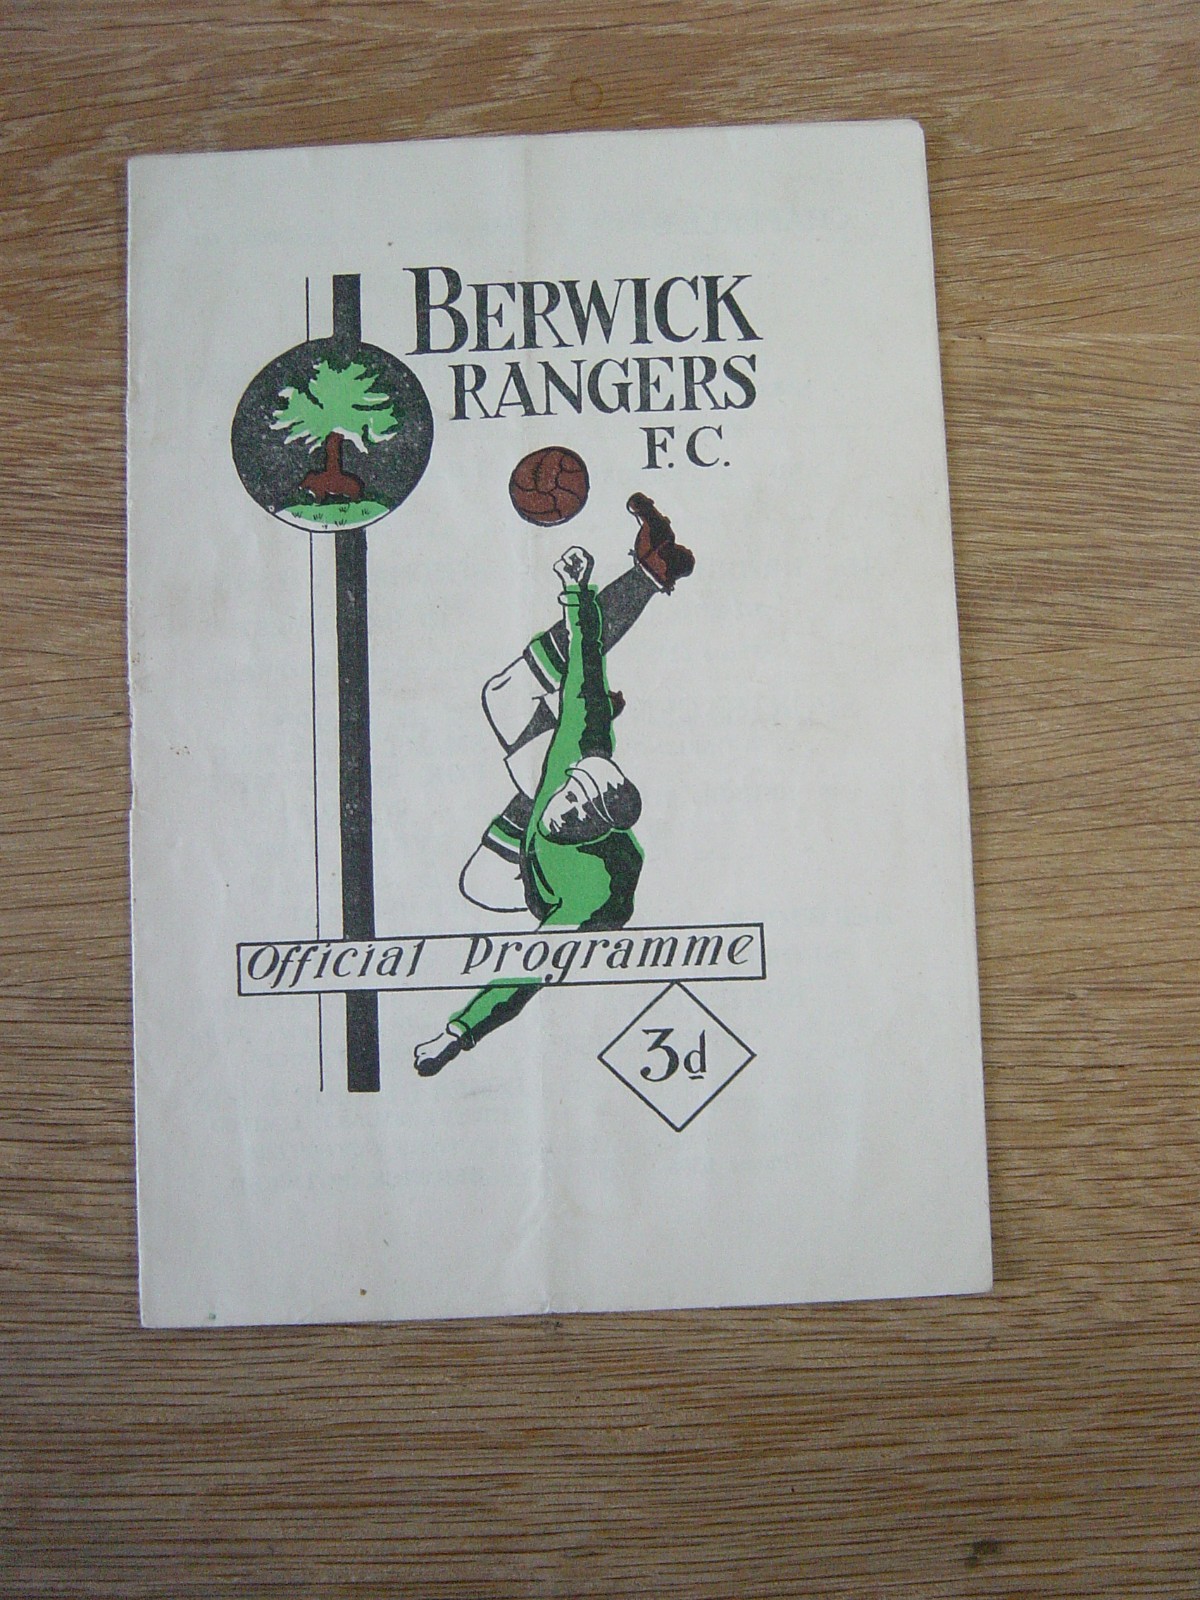 BERWICK
RANGERS
F.C.
Official Programme
3d